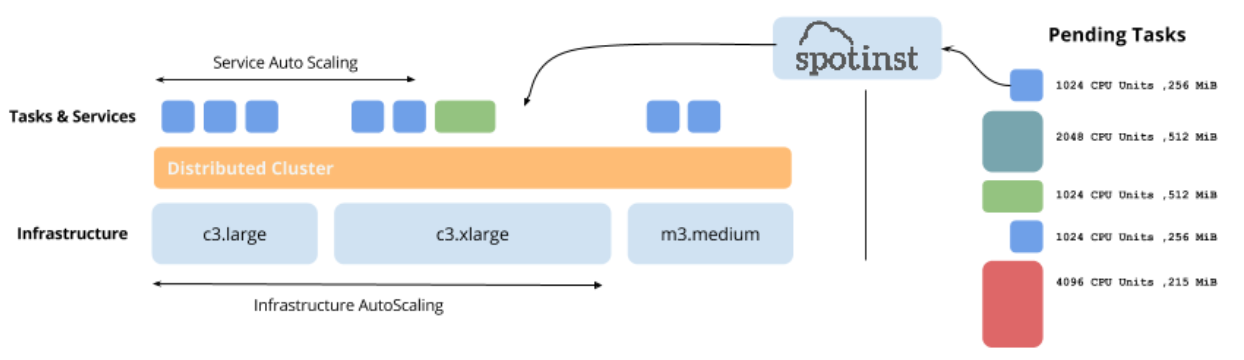 Pending Tasks
spotinst
Service Auto Scaling
1024 CPU Units ,256 MiB
Tasks & Services
2048 CPU Units ,512 MiB
Distributed Cluster
1024 CPU Units ,512 MiB
Infrastructure
c3.large
c3.xlarge
m3.medium
1024 CPU Units ,256 MiB
4096 CPU Units ,215 MiB
Infrastructure AutoScaling